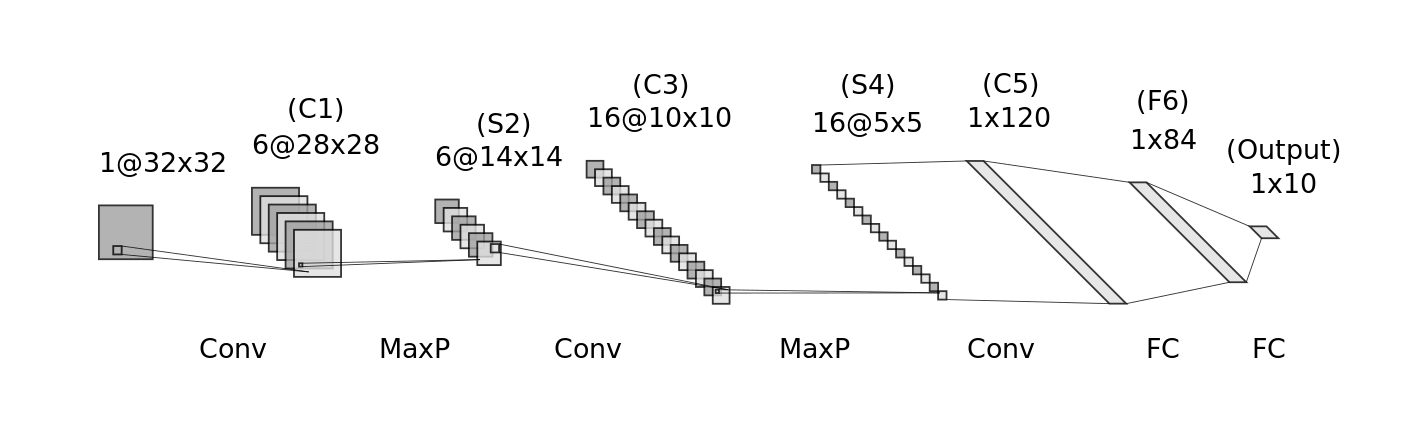 1@32x32
(C1)
6@28x28
(S2)
6@14x14
(C3)
16@10x10
(S4)
16@5x5
(C5)
1x120
(F6)
1x84
(Output)
1x10
Conv
MaxP
Conv
MaxP
Conv
FC
FC